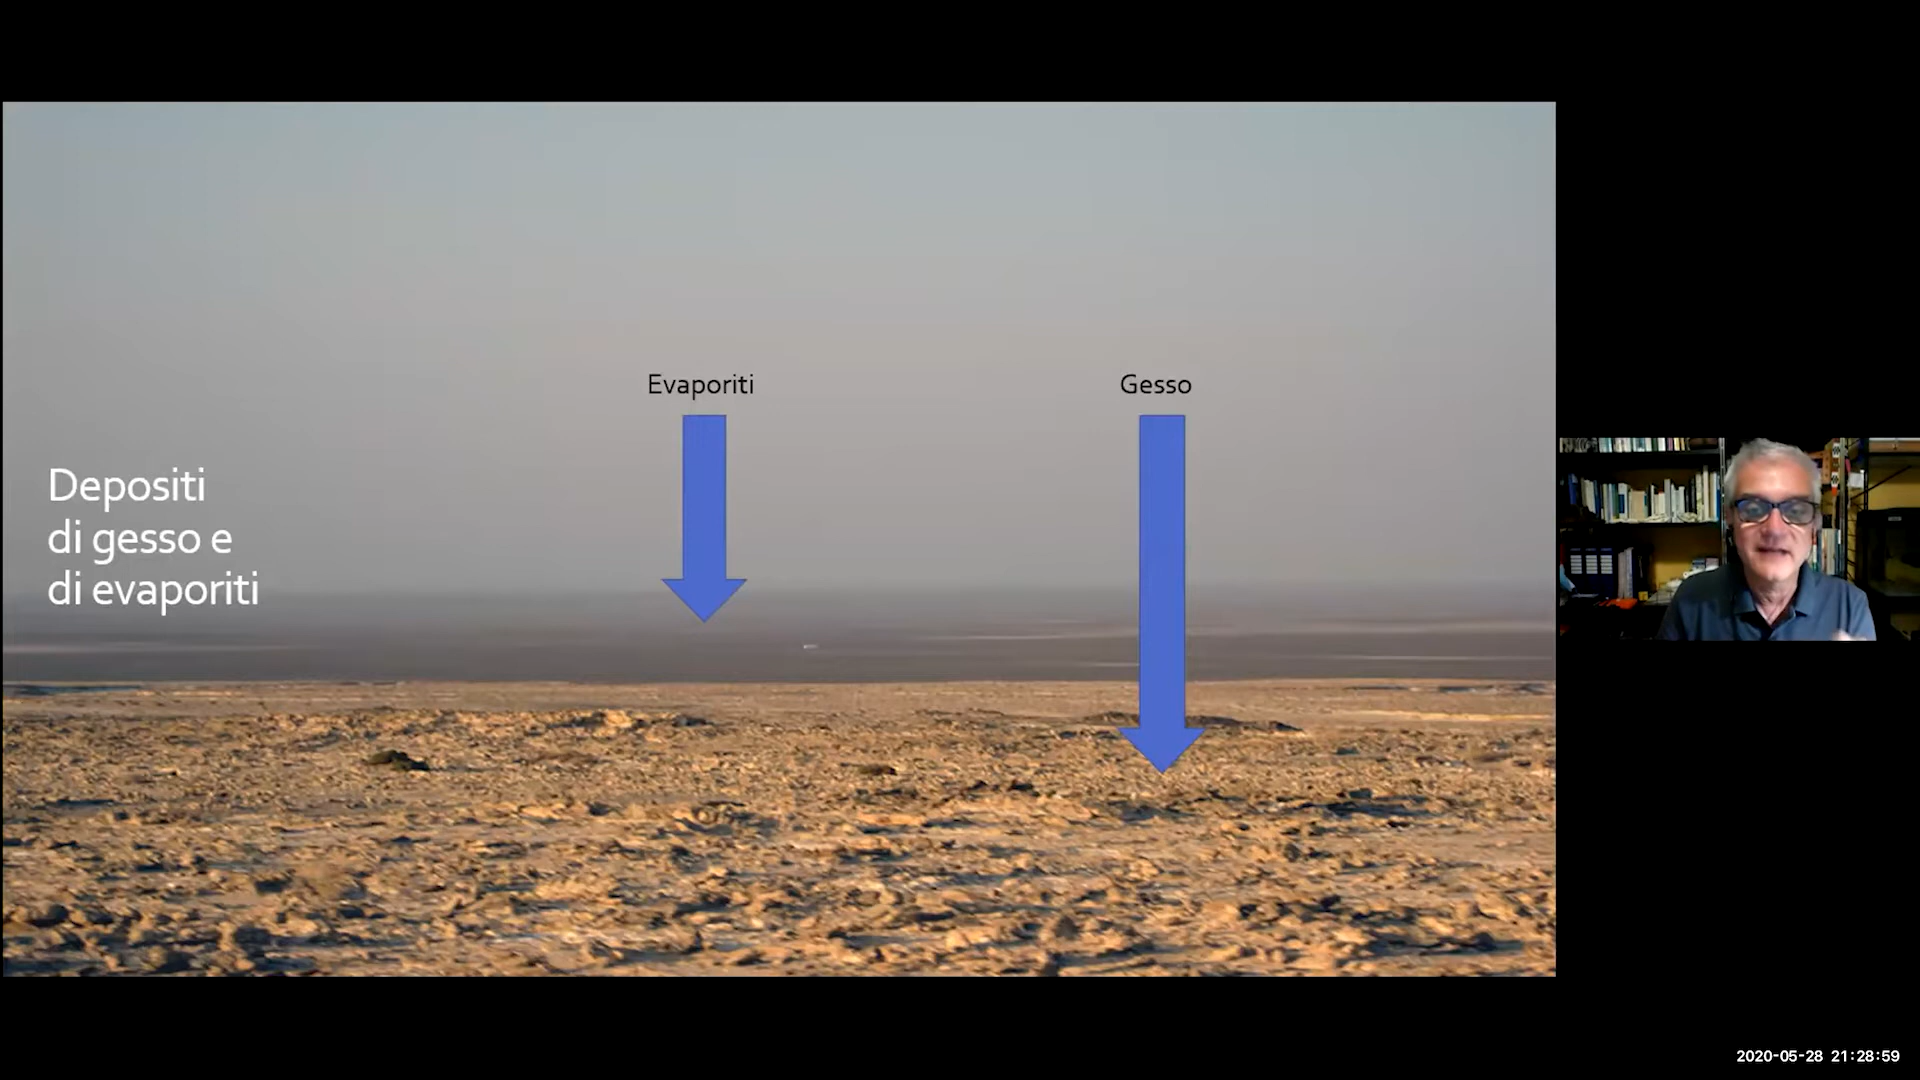 Evaporiti
Gesso
Depositi
di gesso e
di evaporiti
2020-05-28 21:28:59